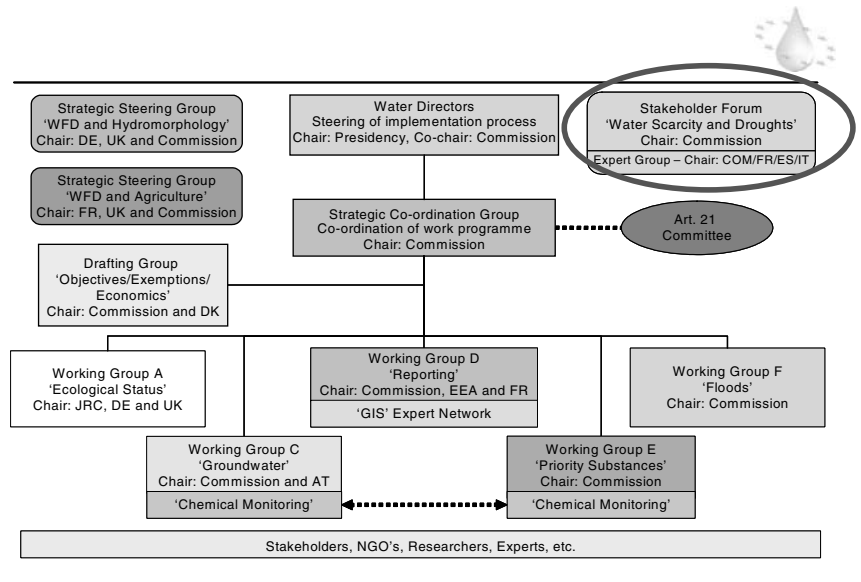 Strategic Steering Group
‘WFD and Hydromorphology’
Chair: DE, UK and Commission
Water Directors
Steering of implementation process
Chair: Presidency, Co-chair: Commission
Stakeholder Forum
‘Water Scarcity and Droughts’
Chair: Commission
Expert Group – Chair: COM/FR/ES/IT
Strategic Steering Group
‘WFD and Agriculture’
Chair: FR, UK and Commission
Strategic Co-ordination Group
Co-ordination of work programme
Chair: Commission
Art. 21
Committee
Drafting Group
‘Objectives/Exemptions/
Economics’
Chair: Commission and DK
Working Group A
‘Ecological Status’
Chair: JRC, DE and UK
Working Group D
‘Reporting’
Chair: Commission, EEA and FR
‘GIS’ Expert Network
Working Group F
‘Floods’
Chair: Commission
Working Group C
‘Groundwater’
Chair: Commission and AT
‘Chemical Monitoring’
Working Group E
‘Priority Substances’
Chair: Commission
‘Chemical Monitoring’
Stakeholders, NGO’s, Researchers, Experts, etc.